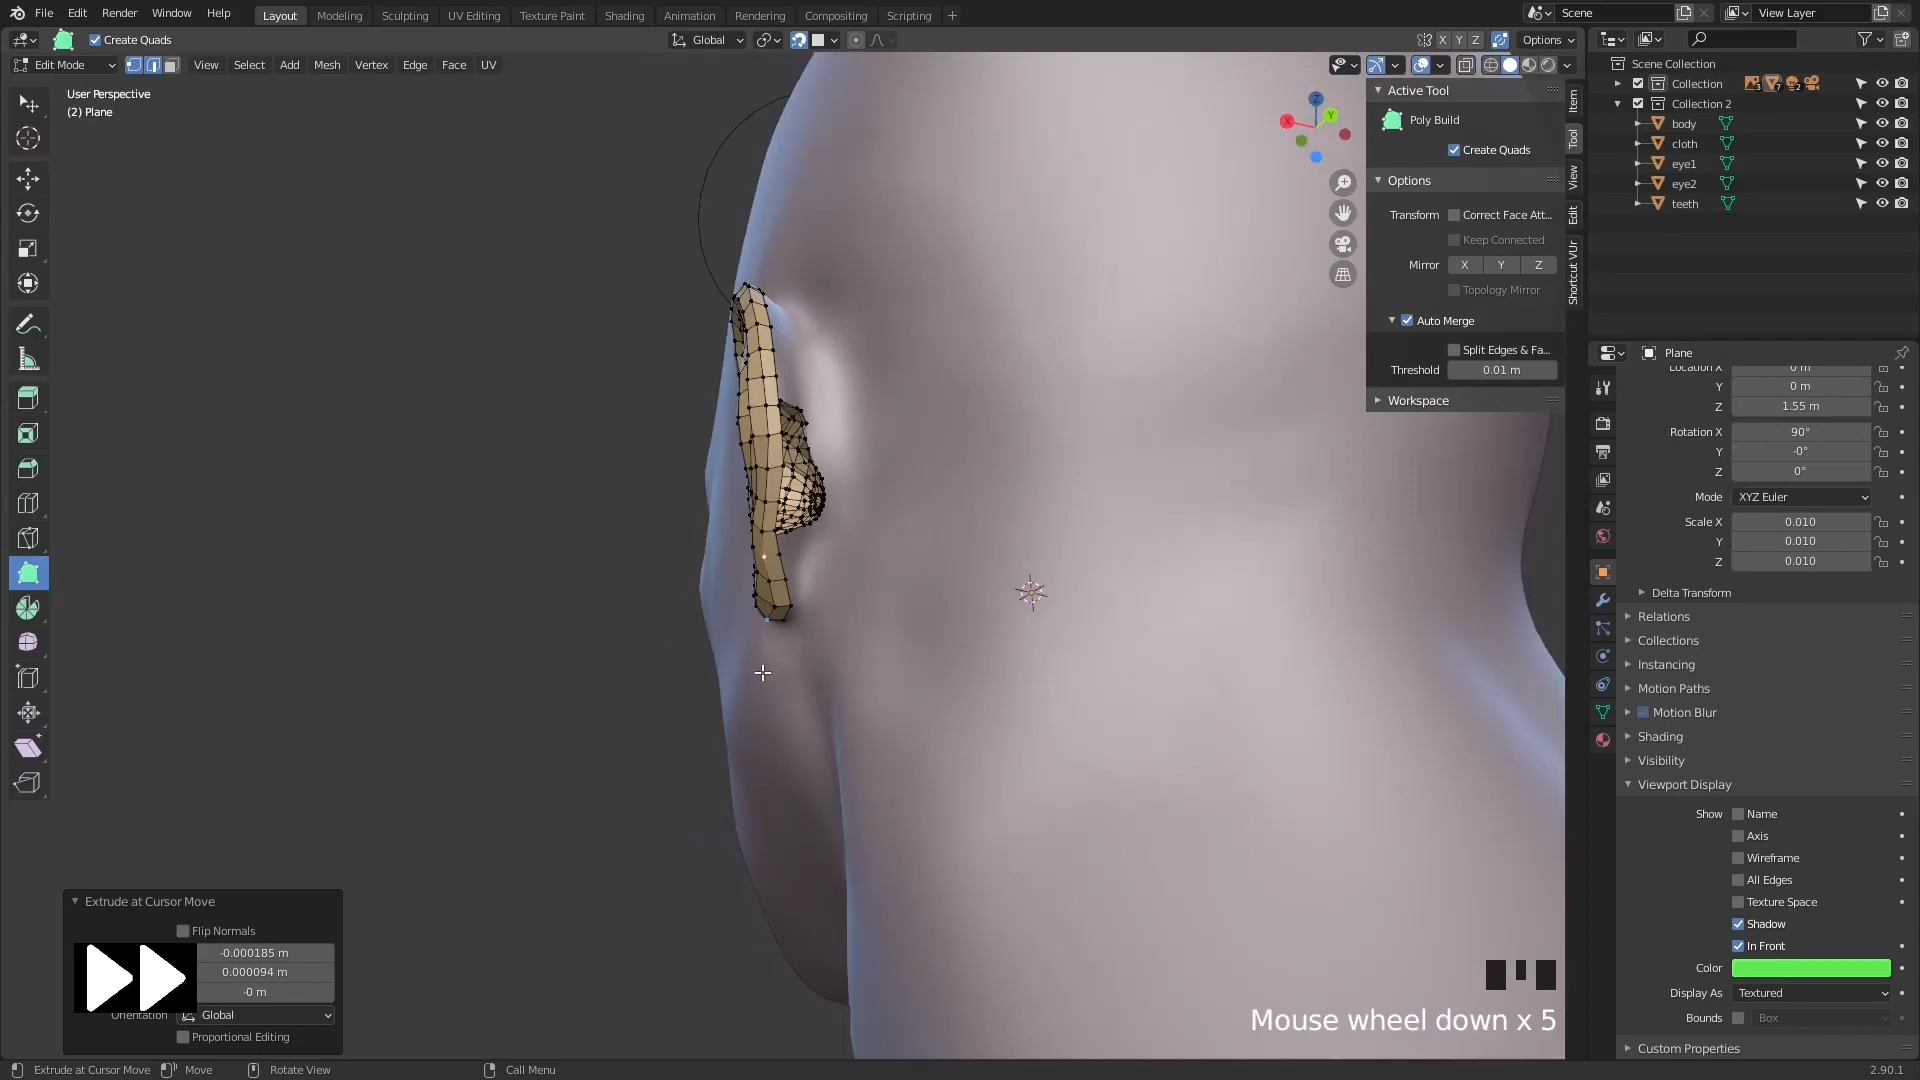 File Edit Render Window Help Layout Modeling Sculpting UV Editing Texture Paint Shading Animation Rendering Compositing Scripting + Scene View Layer
Create Quads Global X Y Z Options
Edit Mode View Select Add Mesh Vertex Edge Face UV
User Perspective
(2) Plane
Active Tool
Poly Build
Create Quads
Options
Transform Correct Face Att...
Keep Connected
Mirror X Y Z
Topology Mirror
Auto Merge
Split Edges & Fa...
Threshold 0.01 m
Workspace
Item
Tool
View
Edit
Shortcut VUr
X
Y
Z
Scene Collection
Collection 3 7 2
Collection 2
body
cloth
eye1
eye2
teeth
Plane
Location X 0 m
Y 0 m
Z 1.55 m
Rotation X 90°
Y -0°
Z 0°
Mode XYZ Euler
Scale X 0.010
Y 0.010
Z 0.010
Delta Transform
Relations
Collections
Instancing
Motion Paths
Motion Blur
Shading
Visibility
Viewport Display
Show Name
Axis
Wireframe
All Edges
Texture Space
Shadow
In Front
Color
Display As Textured
Bounds Box
Custom Properties
Extrude at Cursor Move
Flip Normals
-0.000185 m
0.000094 m
-0 m
Orientation Global
Proportional Editing
Mouse wheel down x 5
Extrude at Cursor Move Move Rotate View Call Menu 2.90.1